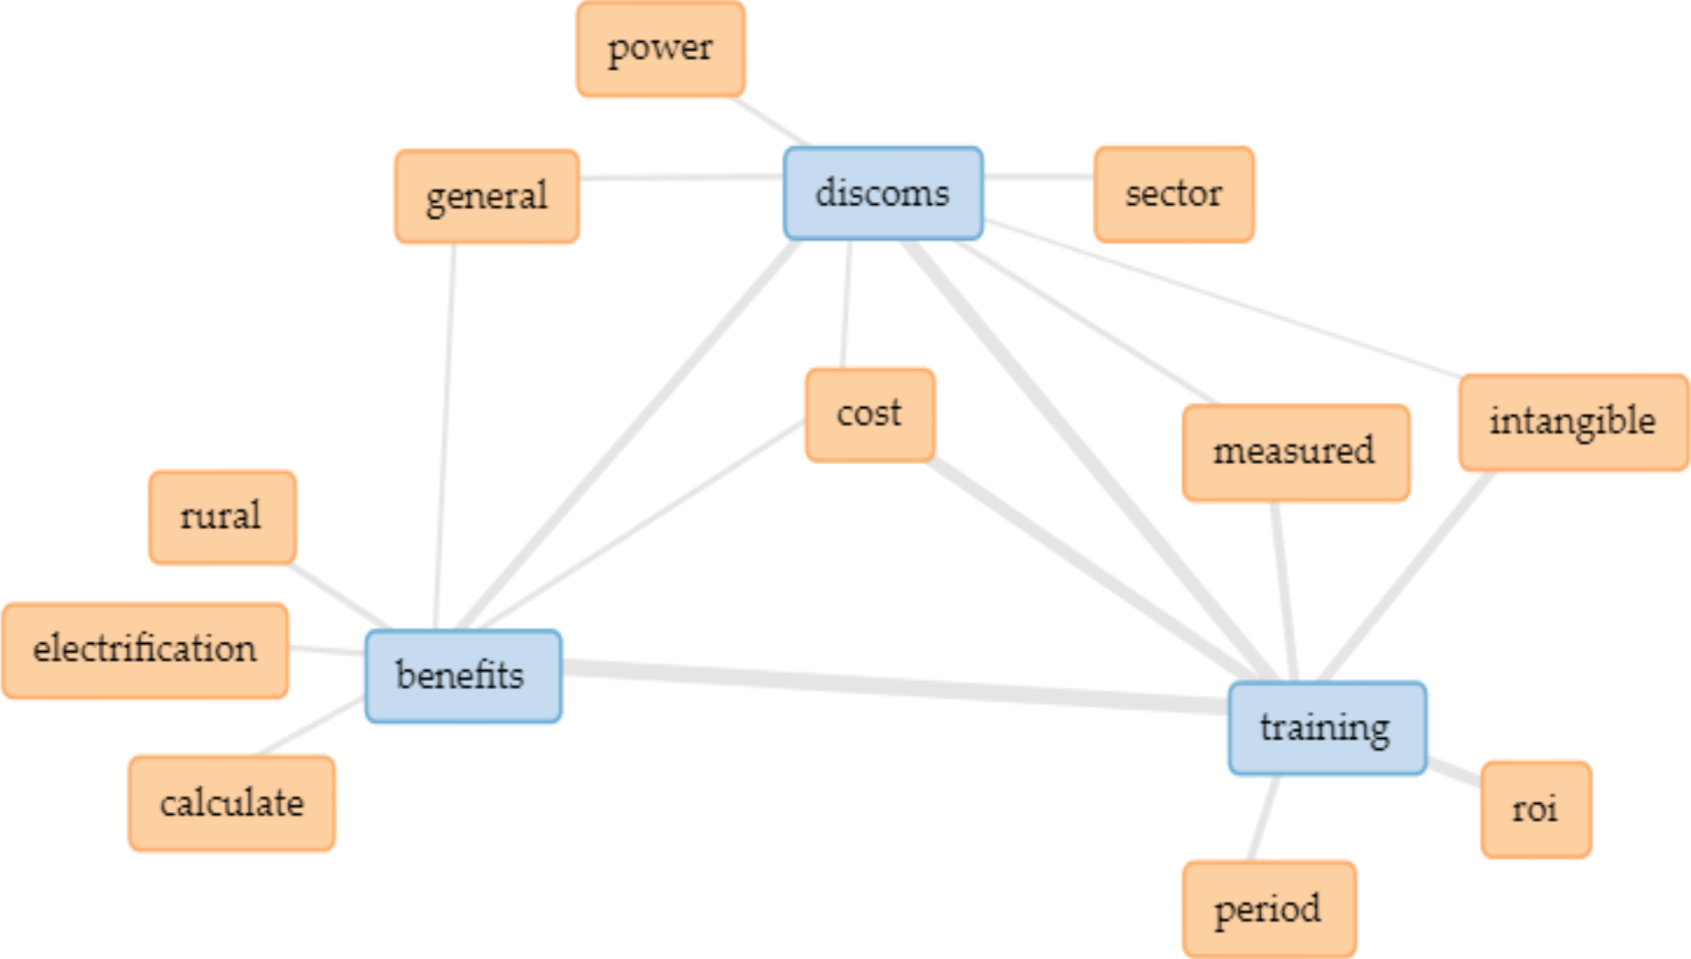 power
general
discoms
sector
cost
measured
intangible
rural
electrification
benefits
calculate
training
roi
period